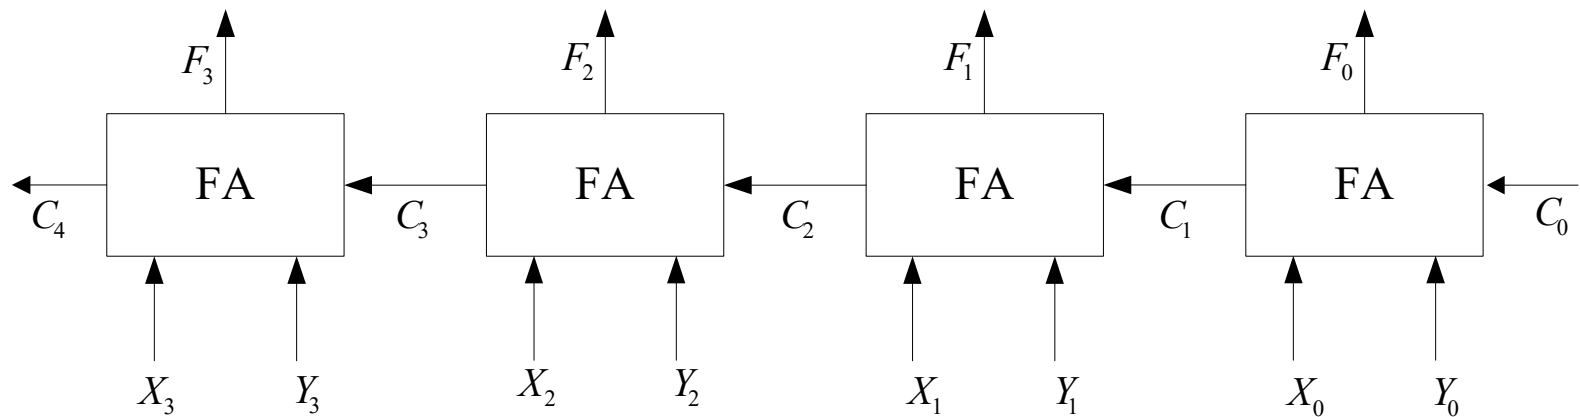 F₃ F₂ F₁ F₀
FA FA FA FA
C₄ C₃ C₂ C₁ C₀
X₃ Y₃ X₂ Y₂ X₁ Y₁ X₀ Y₀